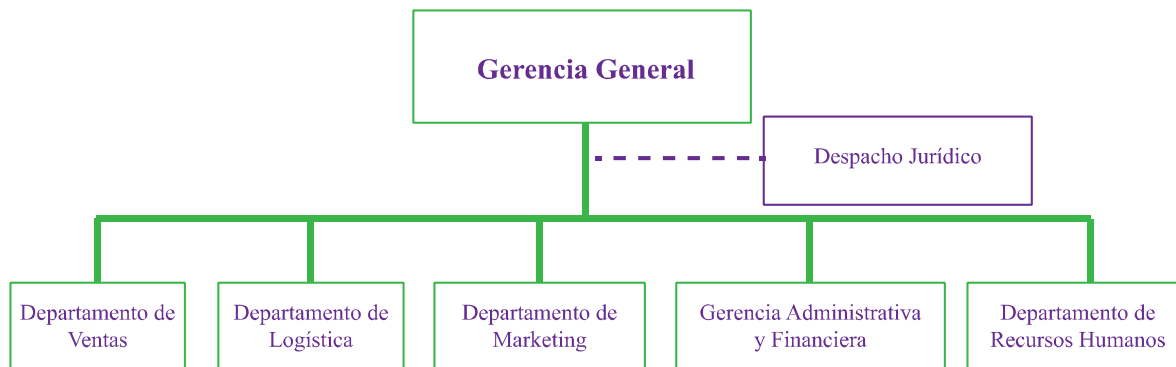 Gerencia General
Despacho Jurídico
Departamento de
Ventas
Departamento de
Logística
Departamento de
Marketing
Gerencia Administrativa
y Financiera
Departamento de
Recursos Humanos